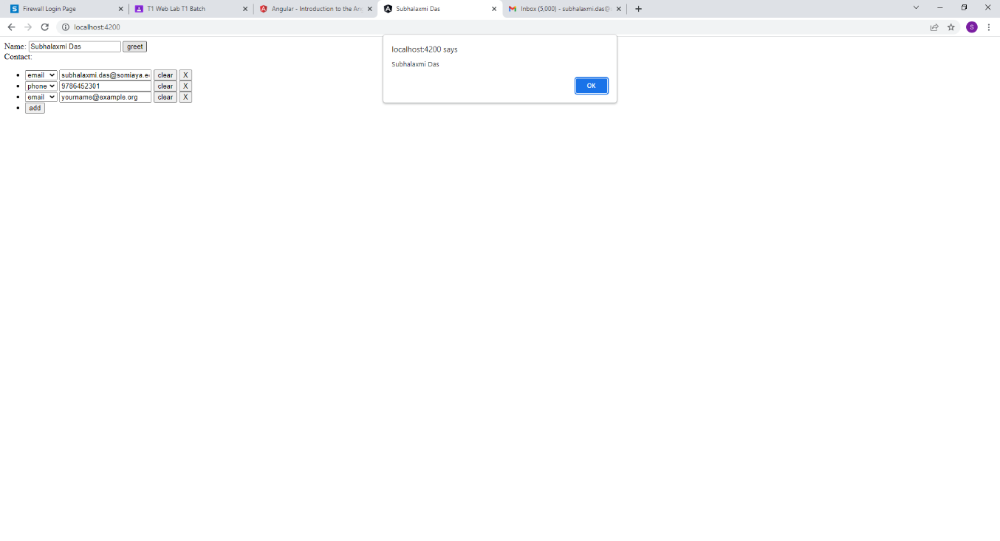 Firewall Login Page
T1 Web Lab T1 Batch
Angular - Introduction to the An
Subhalaxmi Das
Inbox (5,000) - subhalaxmi.das@
localhost:4200
S
Name: Subhalaxmi Das greet
Contact:
email subhalaxmi.das@somiaya.e clear X
phone 9786452301 clear X
email yourname@example.org clear X
add
localhost:4200 says
Subhalaxmi Das
OK